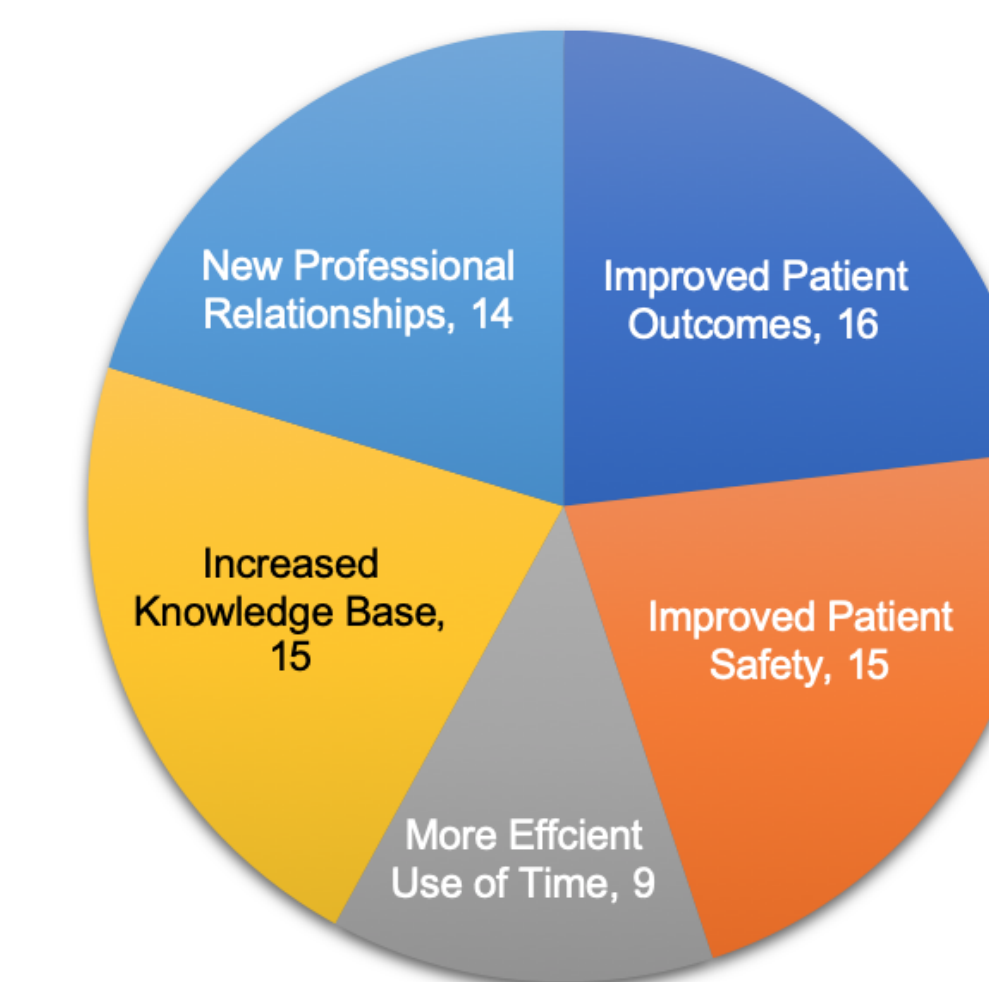 New Professional
Relationships, 14
Improved Patient
Outcomes, 16
Increased
Knowledge Base,
15
Improved Patient
Safety, 15
More Effcient
Use of Time, 9